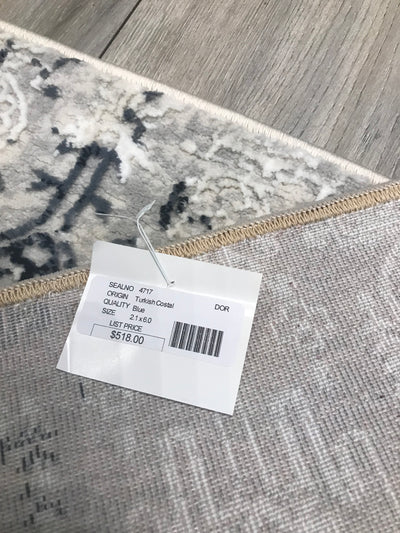 SEALNO 4717
ORIGIN Turkish Costal DOR
QUALITY Blue
SIZE 2.1 x 6.0
LIST PRICE
$518.00